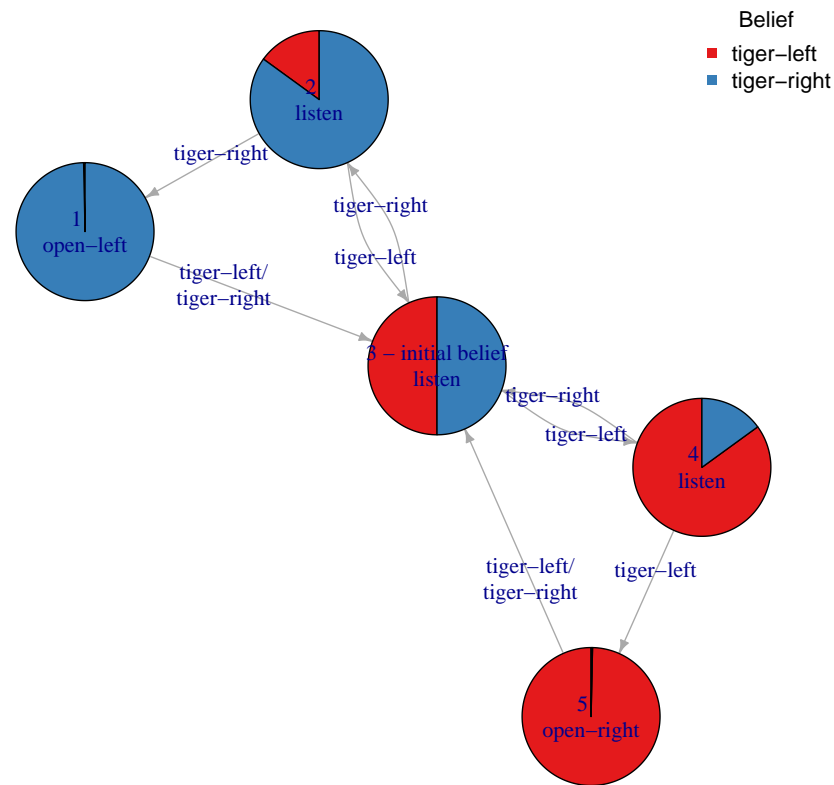 Belief
tiger−left
tiger−right
2
listen
tiger−right
1
open−left
tiger−right
tiger−left
tiger−left/
tiger−right
3 − initial belief
listen
tiger−right
tiger−left
4
listen
tiger−left/
tiger−right
tiger−left
5
open−right